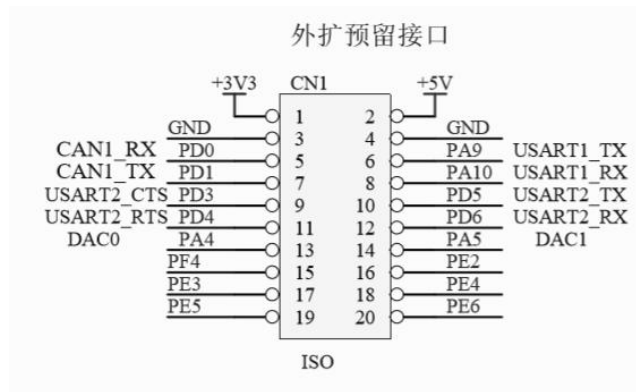 外扩预留接口
+3V3 CN1 +5V
1 2
GND 3 4 GND
CAN1_RX PD0 5 6 PA9 USART1_TX
CAN1_TX PD1 7 8 PA10 USART1_RX
USART2_CTS PD3 9 10 PD5 USART2_TX
USART2_RTS PD4 11 12 PD6 USART2_RX
DAC0 PA4 13 14 PA5 DAC1
PF4 15 16 PE2
PE3 17 18 PE4
PE5 19 20 PE6
ISO